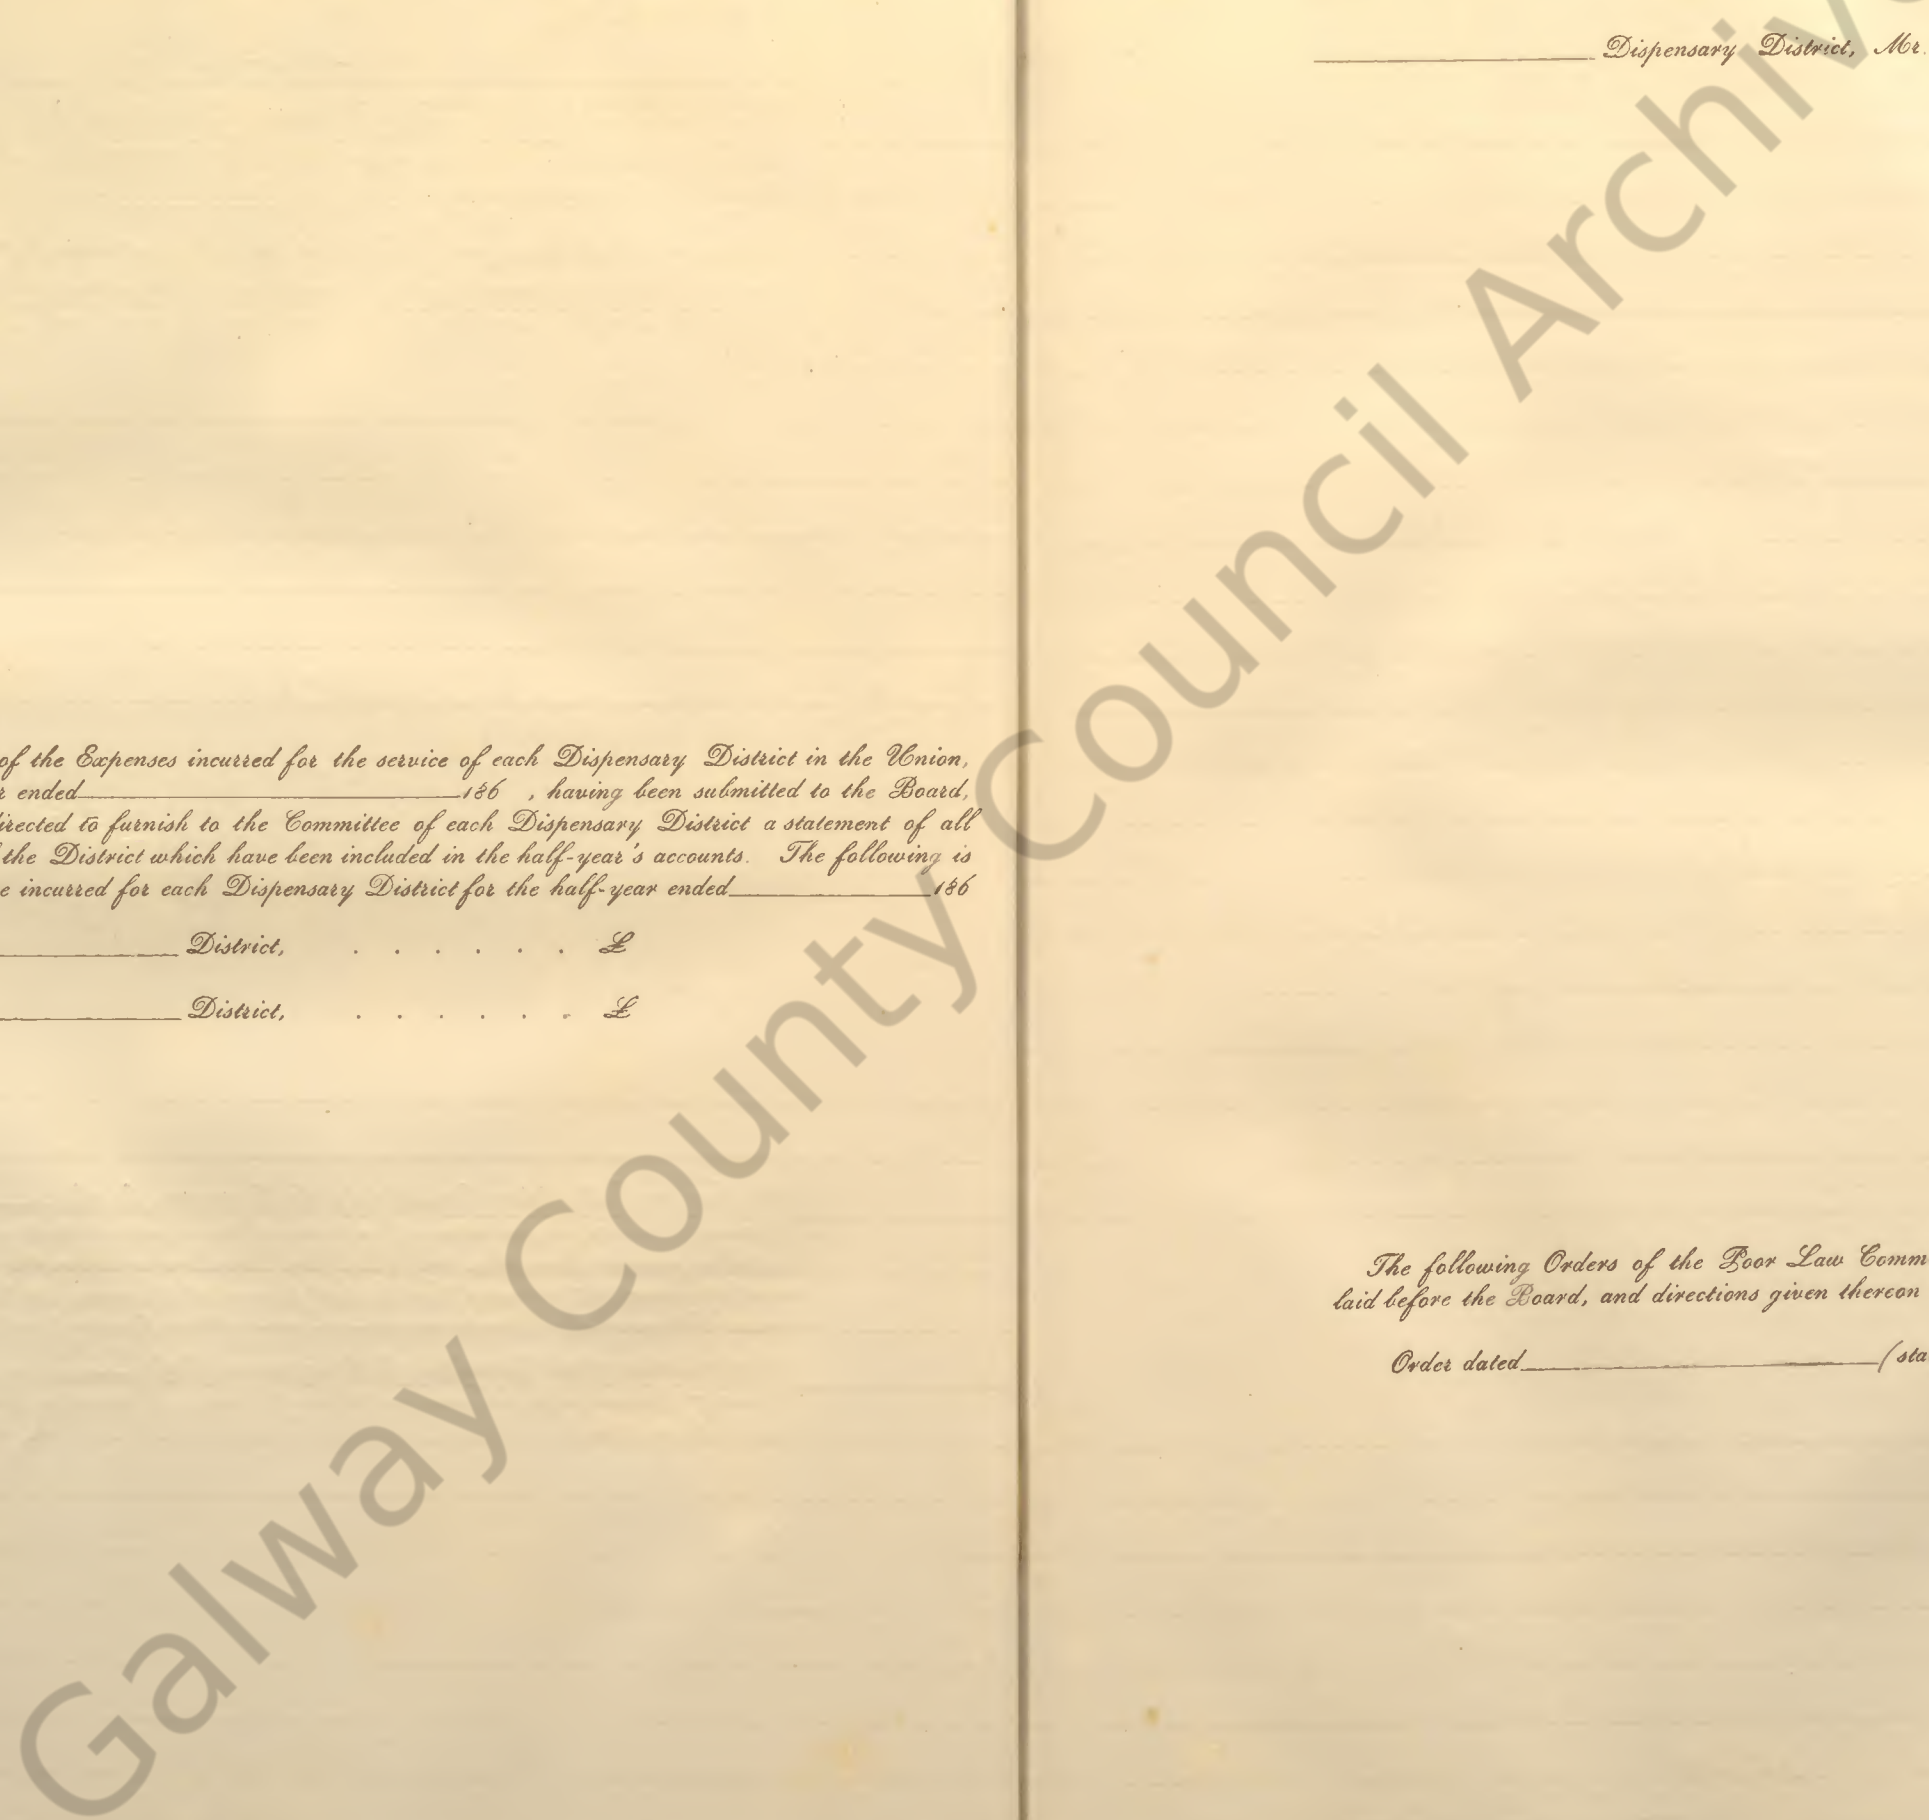 of the Expenses incurred for the service of each Dispensary District in the Union,
ended 186 , having been submitted to the Board,
directed to furnish to the Committee of each Dispensary District a statement of all
the District which have been included in the half-year's accounts. The following is
e incurred for each Dispensary District for the half-year ended 186
District, . . . . . . £
District, . . . . . . £
Dispensary District, Mr.
The following Orders of the Poor Law Comm
laid before the Board, and directions given thereon
Order dated (sta
Galway County Council Archive